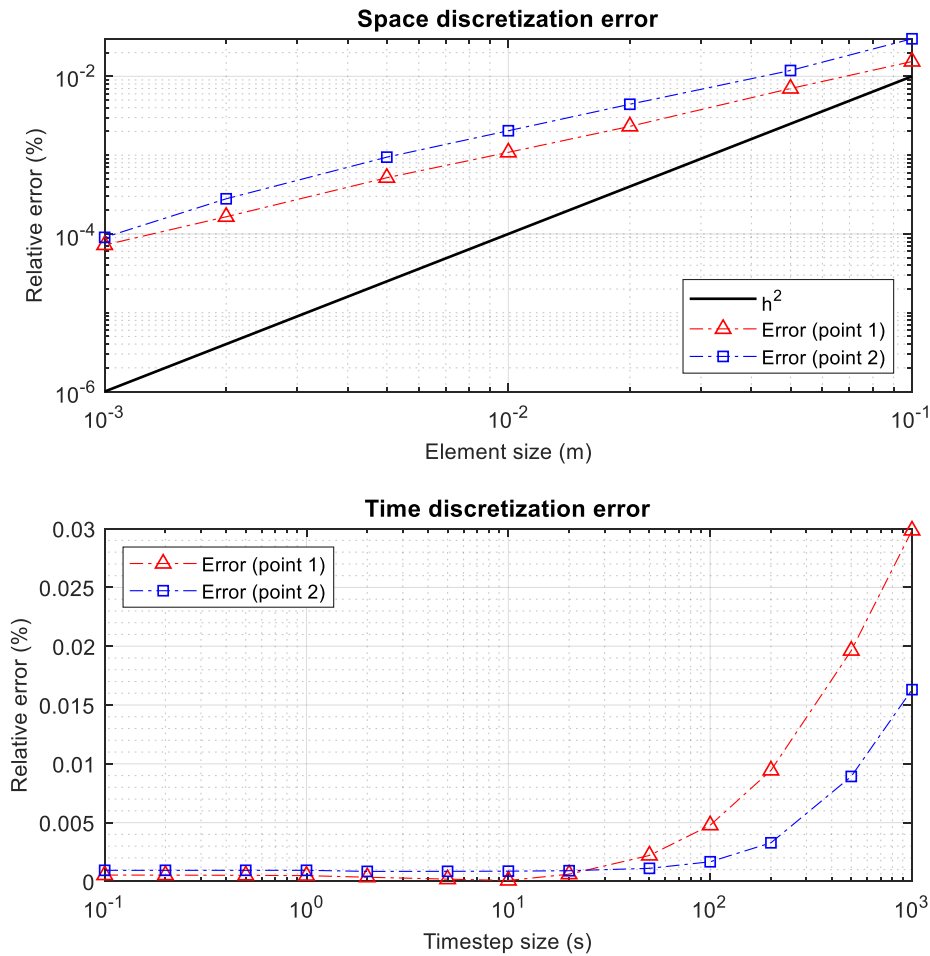 Space discretization error
Relative error (%)
10^-2
10^-4
10^-6
h^2
Error (point 1)
Error (point 2)
10^-3
10^-2
10^-1
Element size (m)
Time discretization error
Relative error (%)
0.03
0.025
0.02
0.015
0.01
0.005
0
Error (point 1)
Error (point 2)
10^-1
10^0
10^1
10^2
10^3
Timestep size (s)